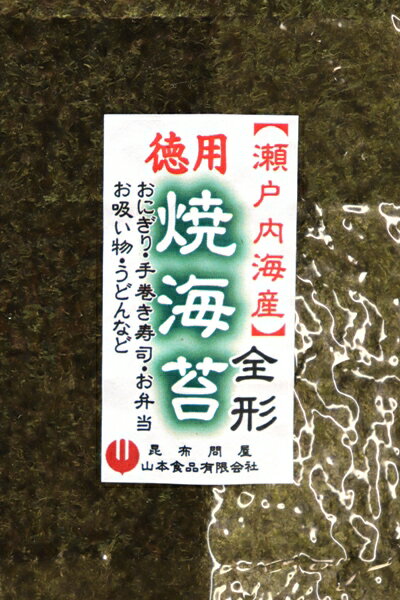 【瀬戸内海産】
徳用
焼海苔
全形
おにぎり・手巻き寿司・お弁当
お吸い物・うどんなど
昆布問屋
山本食品有限会社